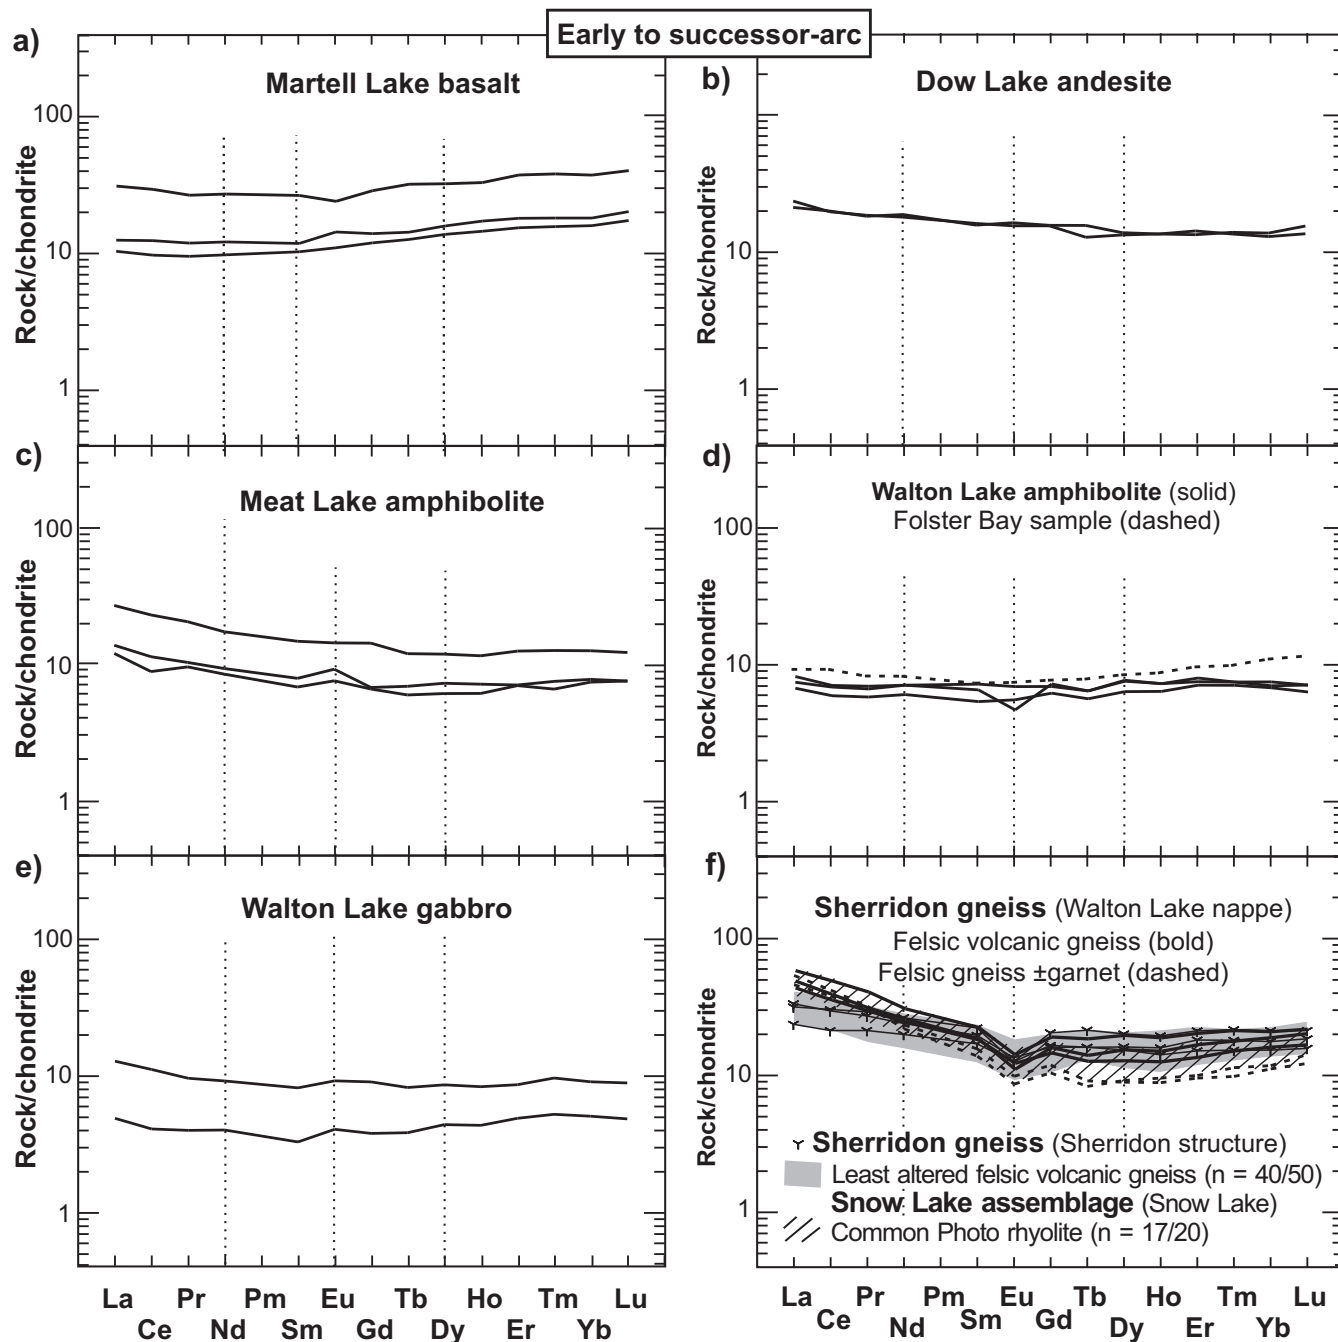 Early to successor-arc
a)
Martell Lake basalt
Rock/chondrite
100
10
1
b)
Dow Lake andesite
Rock/chondrite
100
10
1
c)
Meat Lake amphibolite
Rock/chondrite
100
10
1
d)
Walton Lake amphibolite (solid)
Folster Bay sample (dashed)
Rock/chondrite
100
10
1
e)
Walton Lake gabbro
Rock/chondrite
100
10
1
f)
Sherridon gneiss (Walton Lake nappe)
Felsic volcanic gneiss (bold)
Felsic gneiss ±garnet (dashed)
Rock/chondrite
100
10
1
Sherridon gneiss (Sherridon structure)
Least altered felsic volcanic gneiss (n = 40/50)
Snow Lake assemblage (Snow Lake)
Common Photo rhyolite (n = 17/20)
La Ce Pr Nd Pm Sm Eu Gd Tb Dy Ho Er Tm Yb Lu
La Ce Pr Nd Pm Sm Eu Gd Tb Dy Ho Er Tm Yb Lu